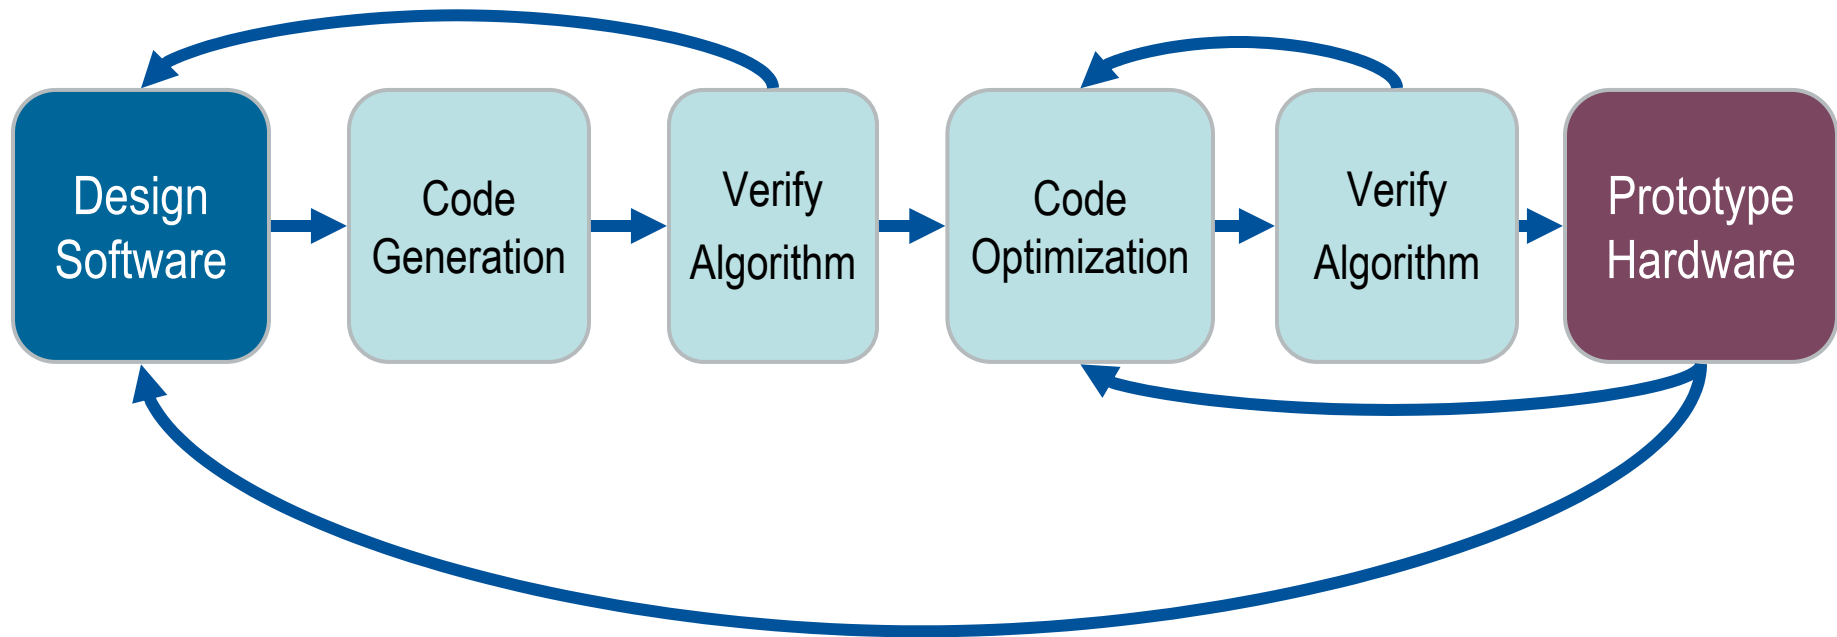 Design
Software
Code
Generation
Verify
Algorithm
Code
Optimization
Verify
Algorithm
Prototype
Hardware